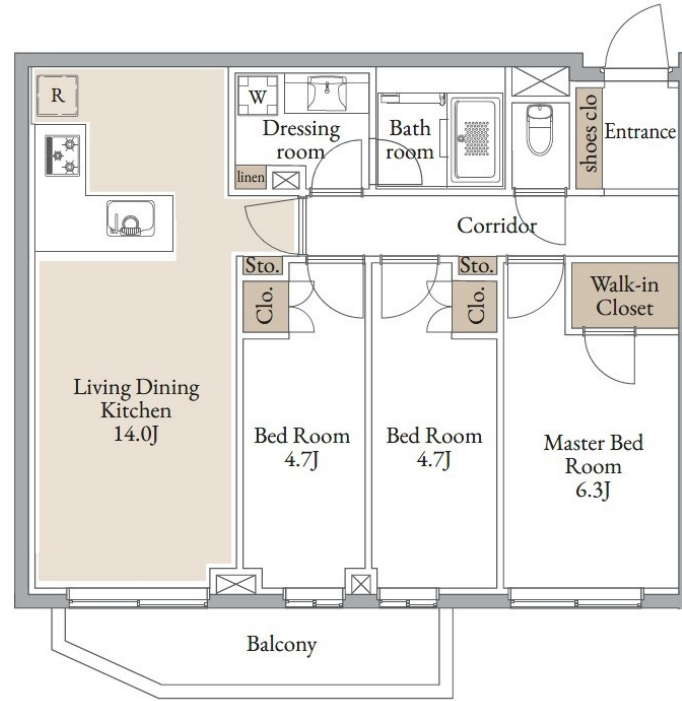 R
W
Dressing
room
linen
Bath
room
shoes clo
Entrance
Corridor
Sto.
Clo.
Sto.
Clo.
Walk-in
Closet
Living Dining
Kitchen
14.0J
Bed Room
4.7J
Bed Room
4.7J
Master Bed
Room
6.3J
Balcony